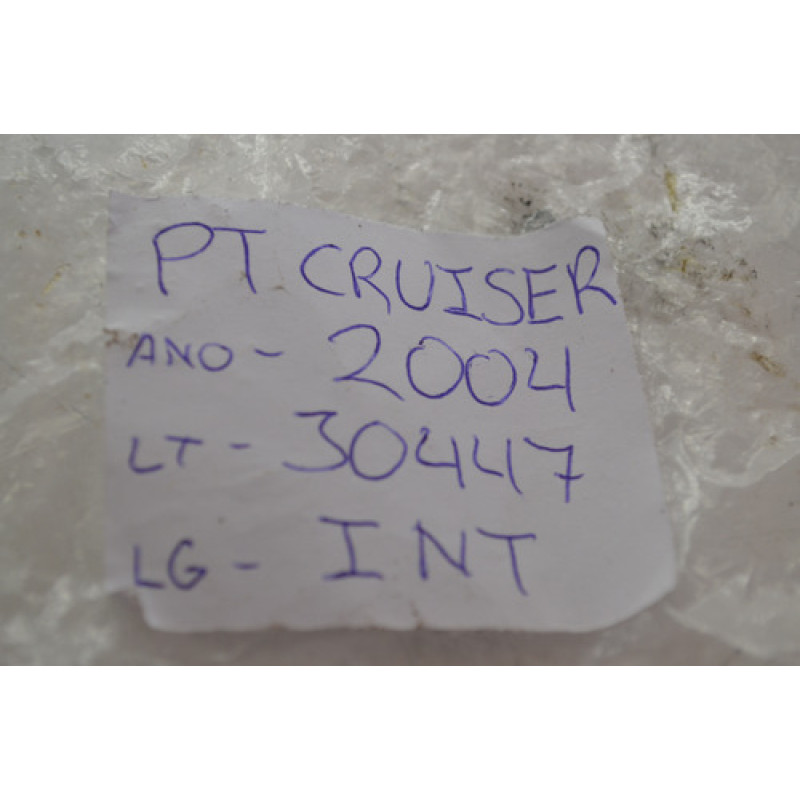 PT CRUISER
ANO - 2004
LT - 30447
LG - INT